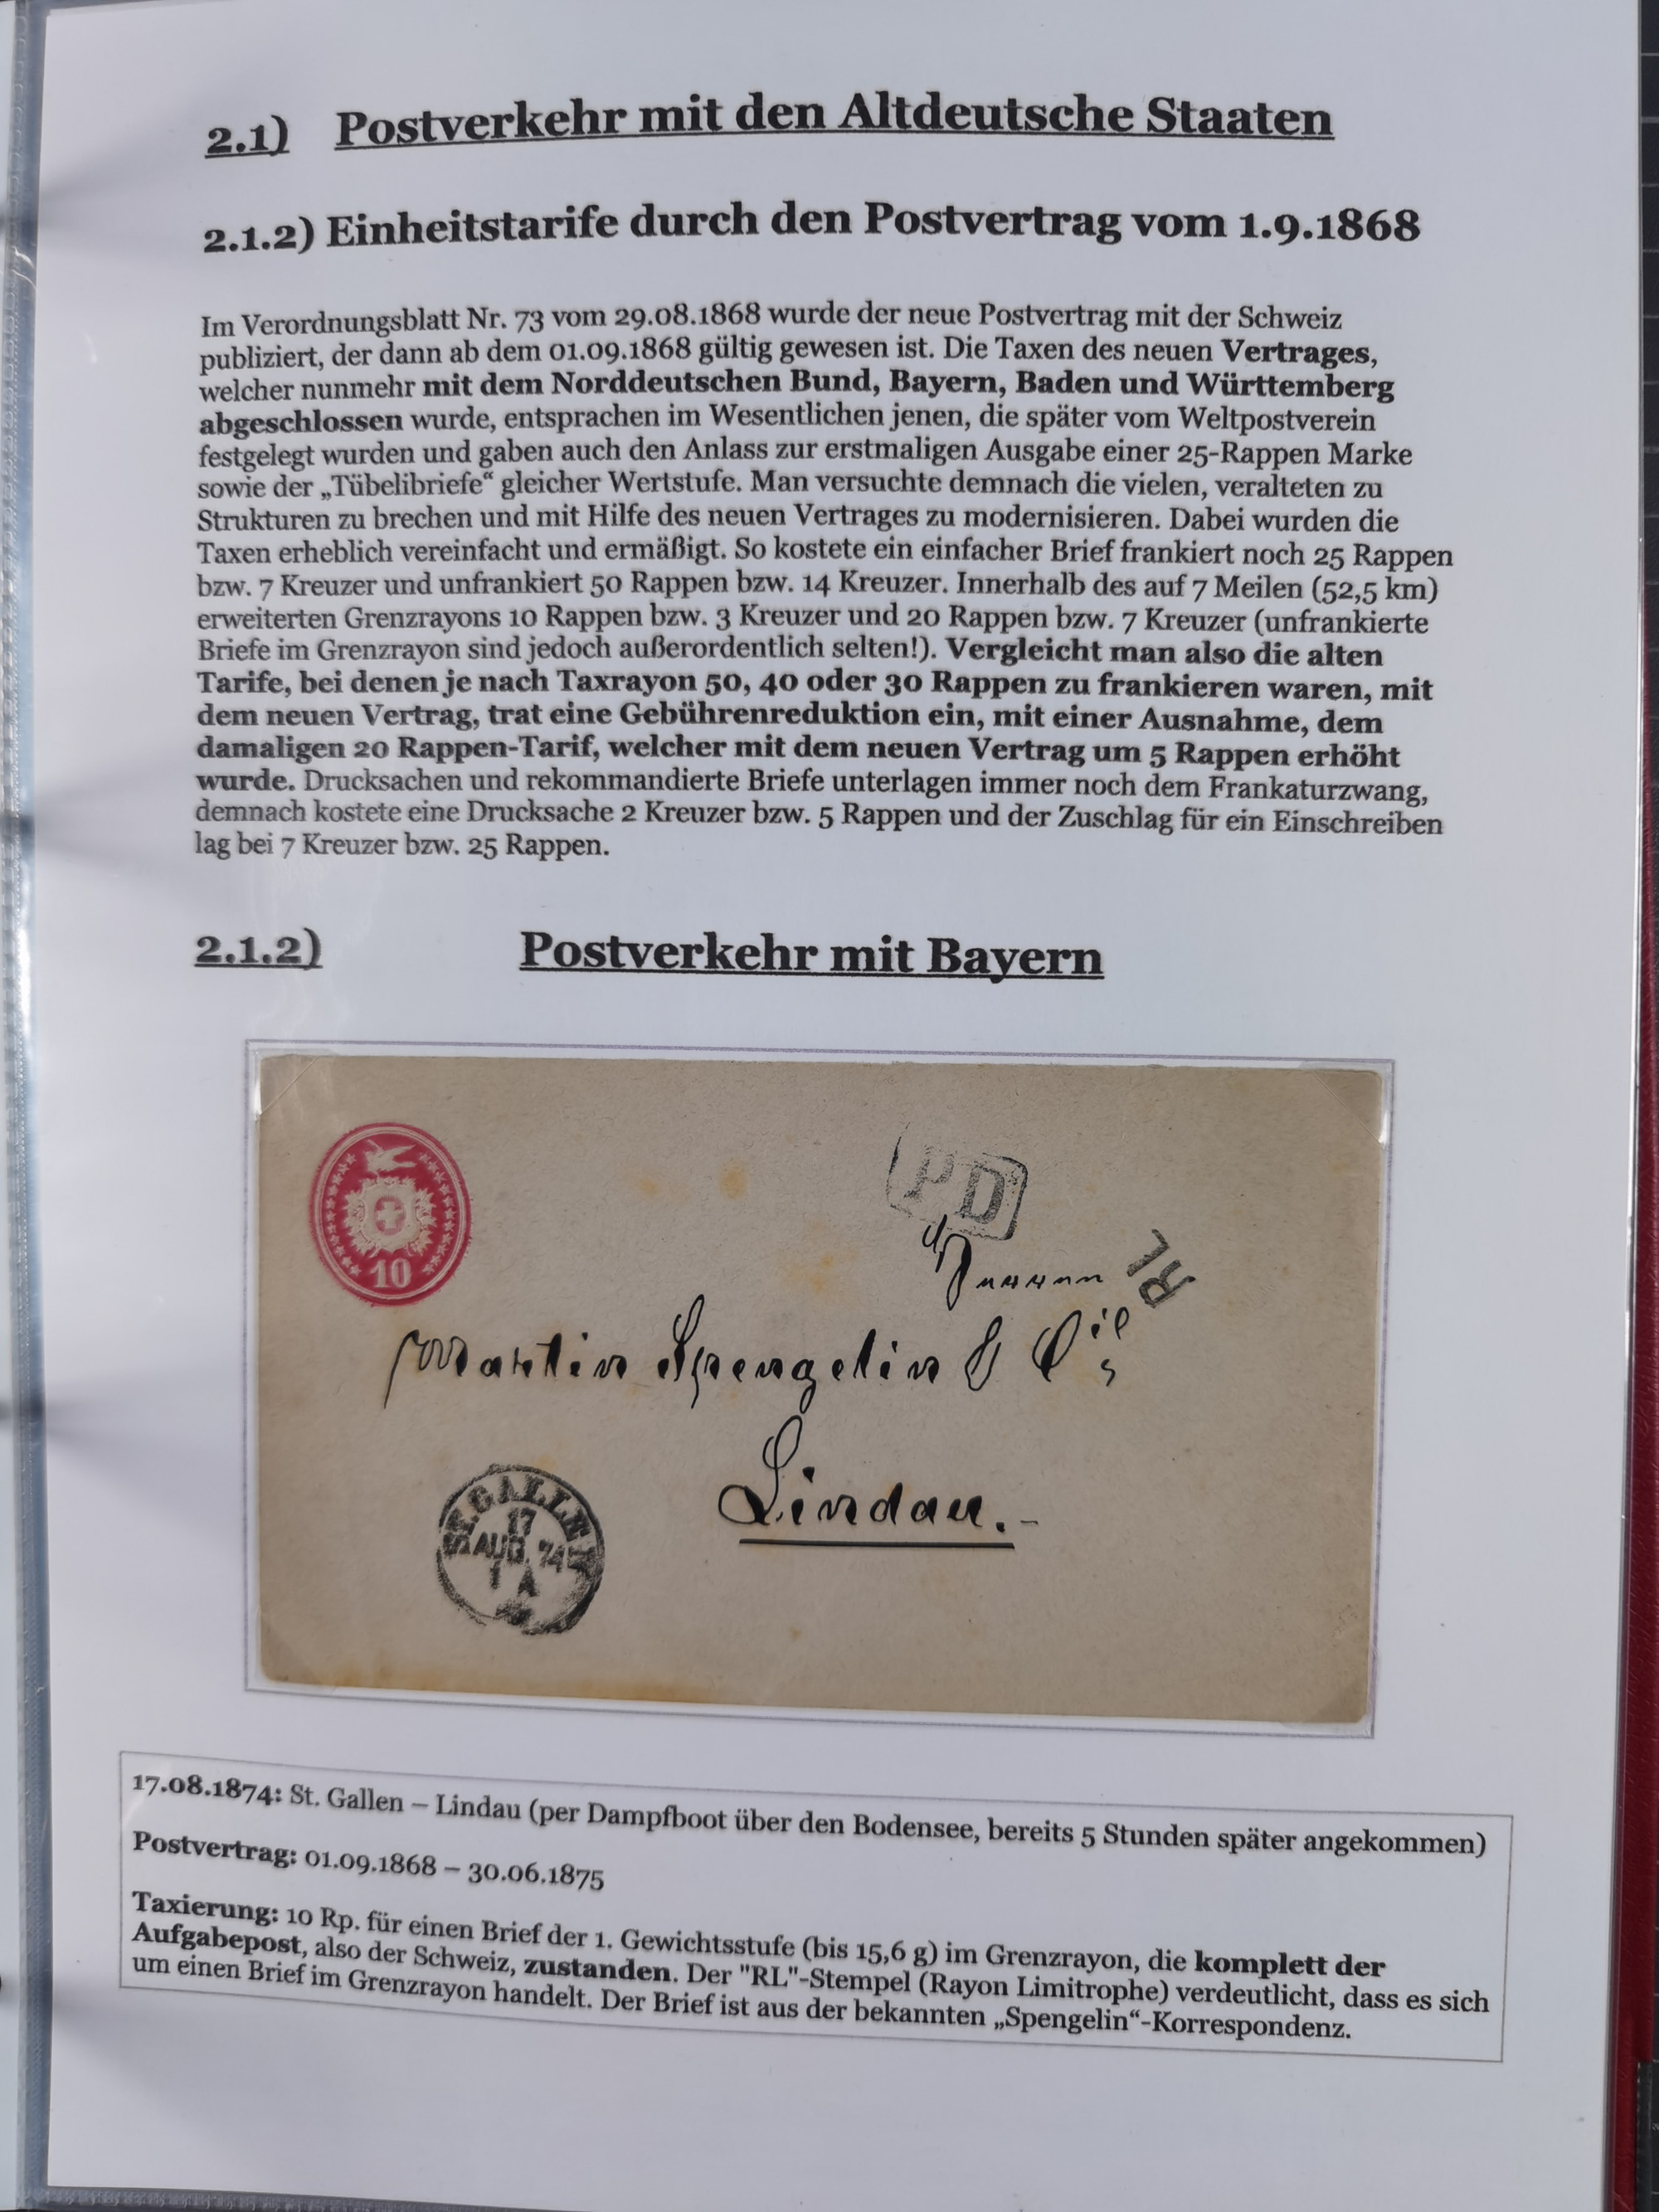 2.1) Postverkehr mit den Altdeutsche Staaten
2.1.2) Einheitstarife durch den Postvertrag vom 1.9.1868
Im Verordnungsblatt Nr. 73 vom 29.08.1868 wurde der neue Postvertrag mit der Schweiz
publiziert, der dann ab dem 01.09.1868 gültig gewesen ist. Die Taxen des neuen Vertrages,
welcher nunmehr mit dem Norddeutschen Bund, Bayern, Baden und Württemberg
abgeschlossen wurde, entsprachen im Wesentlichen jenen, die später vom Weltpostverein
festgelegt wurden und gaben auch den Anlass zur erstmaligen Ausgabe einer 25-Rappen Marke
sowie der „Tübelibriefe“ gleicher Wertstufe. Man versuchte demnach die vielen, veralteten zu
Strukturen zu brechen und mit Hilfe des neuen Vertrages zu modernisieren. Dabei wurden die
Taxen erheblich vereinfacht und ermäßigt. So kostete ein einfacher Brief frankiert noch 25 Rappen
bzw. 7 Kreuzer und unfrankiert 50 Rappen bzw. 14 Kreuzer. Innerhalb des auf 7 Meilen (52,5 km)
erweiterten Grenzrayons 10 Rappen bzw. 3 Kreuzer und 20 Rappen bzw. 7 Kreuzer (unfrankierte
Briefe im Grenzrayon sind jedoch außerordentlich selten!). Vergleicht man also die alten
Tarife, bei denen je nach Taxrayon 50, 40 oder 30 Rappen zu frankieren waren, mit
dem neuen Vertrag, trat eine Gebührenreduktion ein, mit einer Ausnahme, dem
damaligen 20 Rappen-Tarif, welcher mit dem neuen Vertrag um 5 Rappen erhöht
wurde. Drucksachen und rekommandierte Briefe unterlagen immer noch dem Frankaturzwang,
demnach kostete eine Drucksache 2 Kreuzer bzw. 5 Rappen und der Zuschlag für ein Einschreiben
lag bei 7 Kreuzer bzw. 25 Rappen.
2.1.2) Postverkehr mit Bayern
PD
RL
10
Martin Spengelin & Cie
Lindau.-
ST. GALLEN
17
AUG. 74
1 A
17.08.1874: St. Gallen – Lindau (per Dampfboot über den Bodensee, bereits 5 Stunden später angekommen)
Postvertrag: 01.09.1868 – 30.06.1875
Taxierung: 10 Rp. für einen Brief der 1. Gewichtsstufe (bis 15,6 g) im Grenzrayon, die komplett der
Aufgabepost, also der Schweiz, zustanden. Der "RL"-Stempel (Rayon Limitrophe) verdeutlicht, dass es sich
um einen Brief im Grenzrayon handelt. Der Brief ist aus der bekannten „Spengelin“-Korrespondenz.